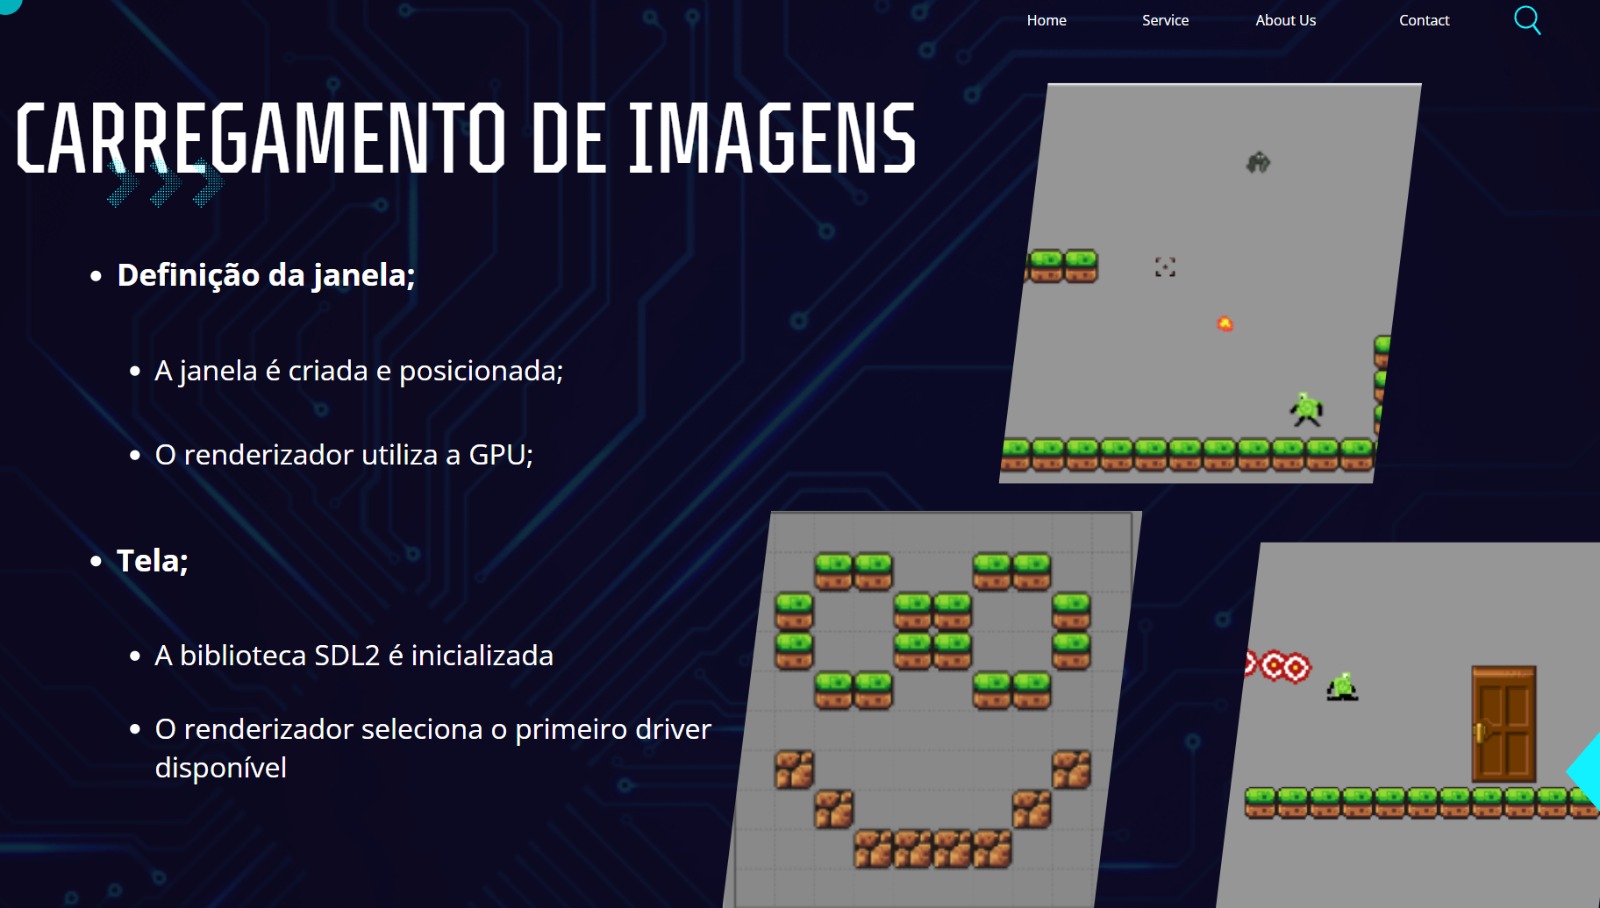 Home Service About Us Contact
CARREGAMENTO DE IMAGENS
• Definição da janela;
• A janela é criada e posicionada;
• O renderizador utiliza a GPU;
• Tela;
• A biblioteca SDL2 é inicializada
• O renderizador seleciona o primeiro driver
disponível